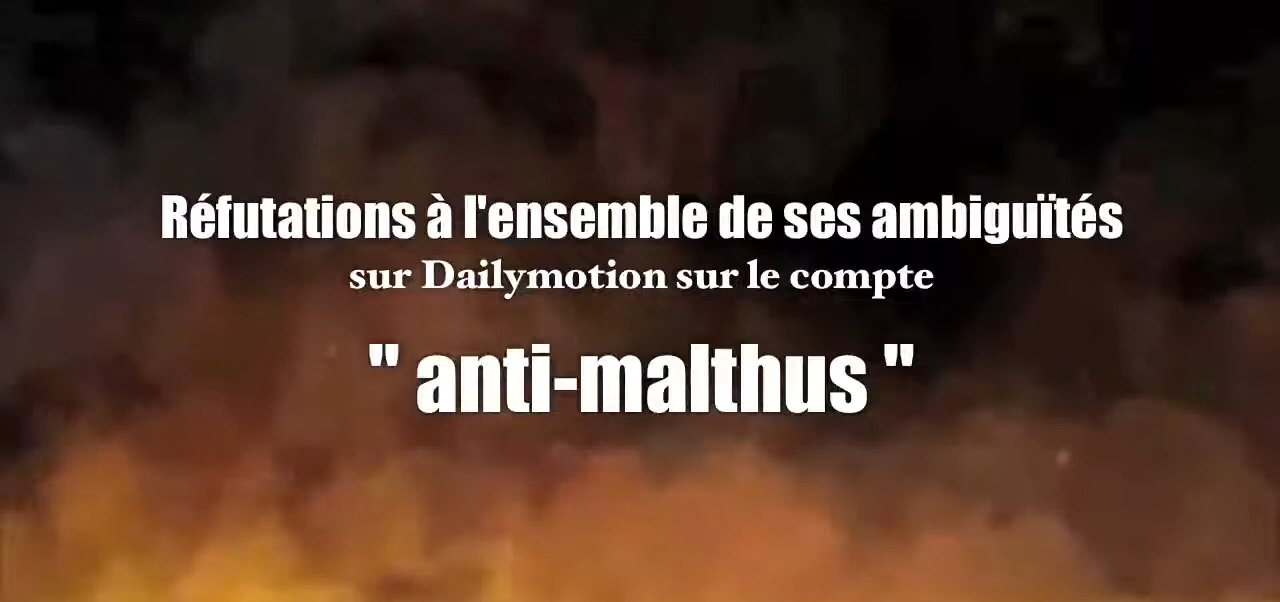 Réfutations à l'ensemble de ses ambiguïtés
sur Dailymotion sur le compte
" anti-malthus "